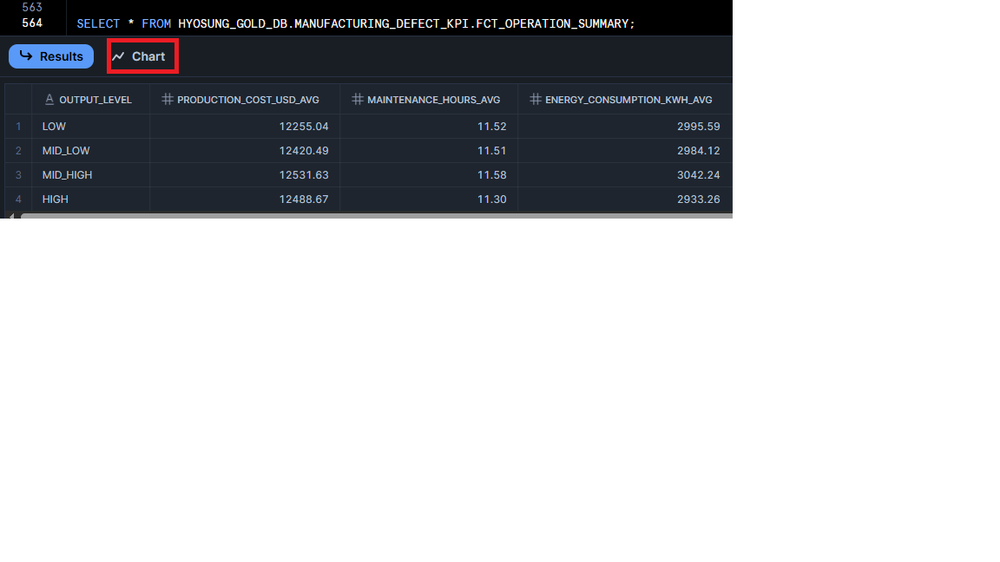 563
564 SELECT * FROM HYOSUNG_GOLD_DB.MANUFACTURING_DEFECT_KPI.FCT_OPERATION_SUMMARY;
Results Chart
A OUTPUT_LEVEL # PRODUCTION_COST_USD_AVG # MAINTENANCE_HOURS_AVG # ENERGY_CONSUMPTION_KWH_AVG
1 LOW 12255.04 11.52 2995.59
2 MID_LOW 12420.49 11.51 2984.12
3 MID_HIGH 12531.63 11.58 3042.24
4 HIGH 12488.67 11.30 2933.26